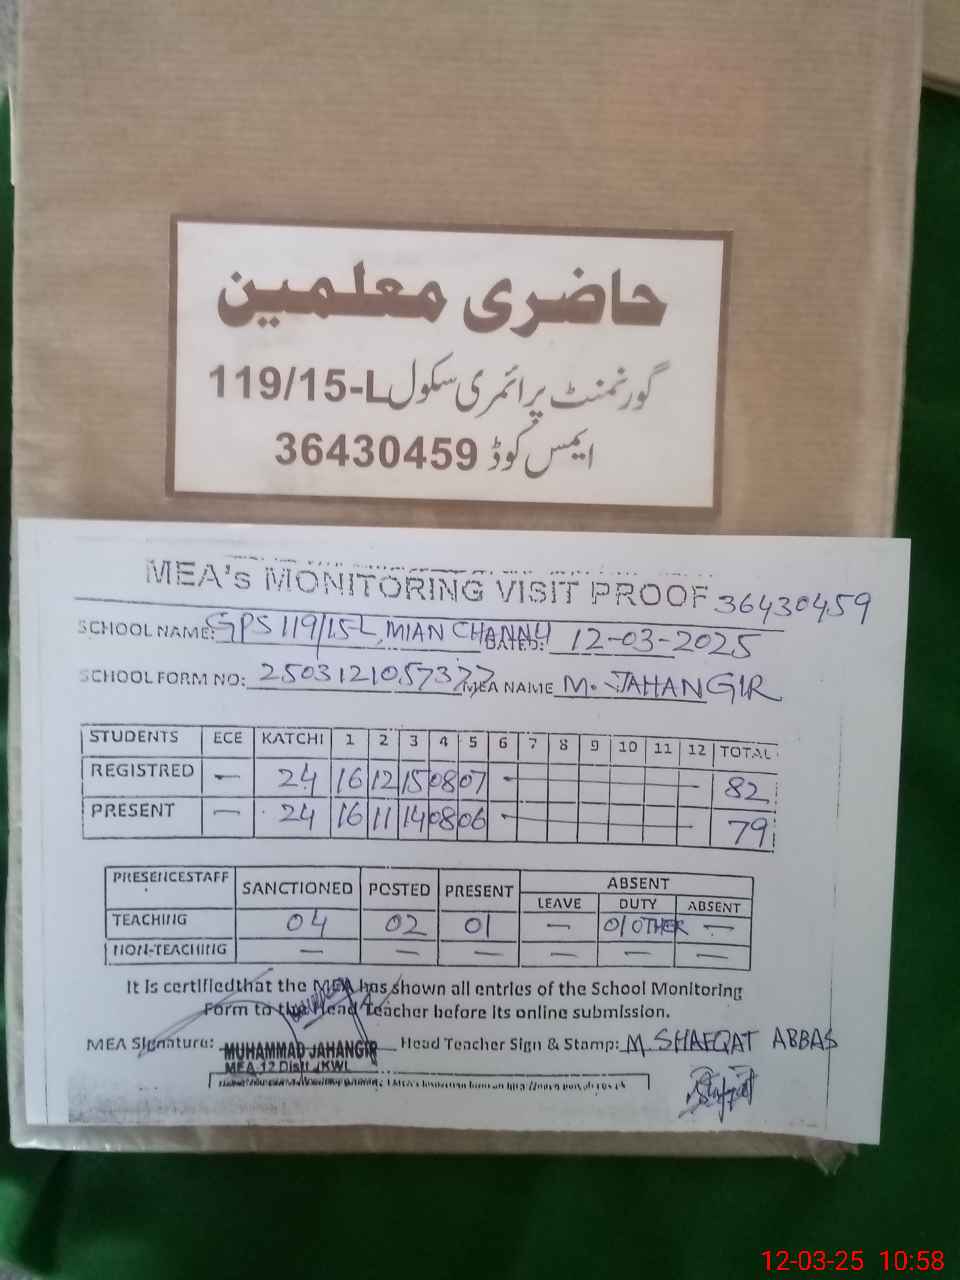 حاضری معلمین
گورنمنٹ پرائمری سکول 119/15-L
ایمس کوڈ 36430459
MEA's MONITORING VISIT PROOF 36430459
SCHOOL NAME: GPS 119/15-L, MIAN CHANNU DATED: 12-03-2025
SCHOOL FORM NO: 25031210573 MEA NAME M. JAHANGIR
STUDENTS ECE KATCHI 1 2 3 4 5 6 7 8 9 10 11 12 TOTAL
REGISTRED — 24 16 12 15 08 07 — 82
PRESENT — 24 16 11 14 08 06 — 79
PRESENCESTAFF SANCTIONED POSTED PRESENT ABSENT
LEAVE DUTY ABSENT
TEACHING 04 02 01 — 01 OTHER —
NON-TEACHING — — — — — —
It is certifiedthat the MEA has shown all entries of the School Monitoring
Form to the Head Teacher before its online submission.
MEA Signature: Head Teacher Sign & Stamp: M. SHAFQAT ABBAS
MUHAMMAD JAHANGIR
MEA 12 Distt. KWL
12-03-25 10:58